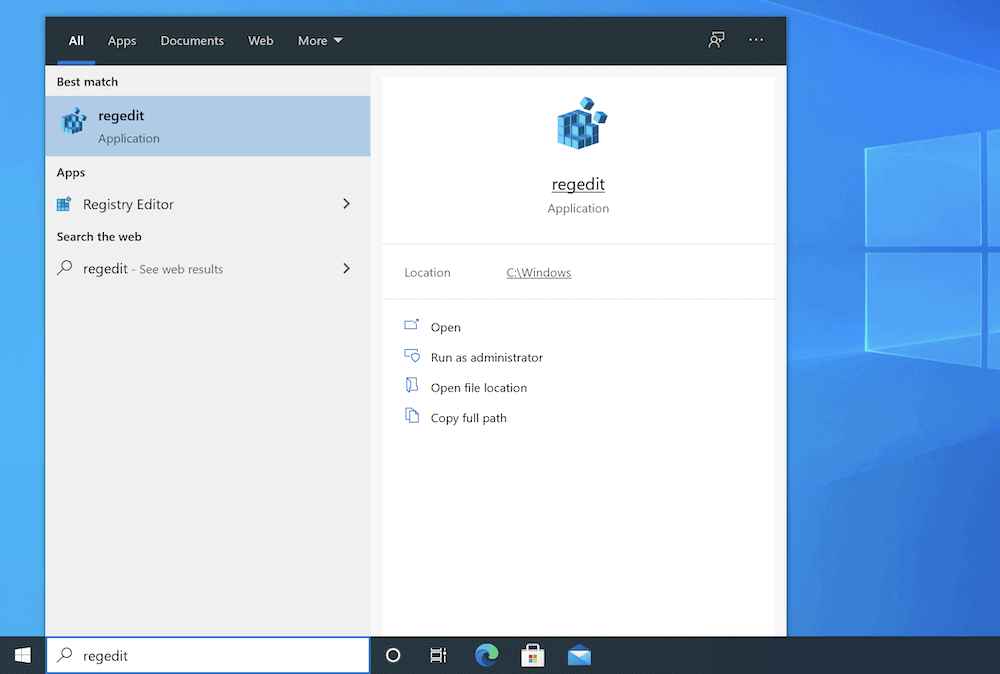 All Apps Documents Web More ...
Best match
regedit
Application
Apps
Registry Editor
Search the web
regedit - See web results
regedit
Application
Location C:\Windows
Open
Run as administrator
Open file location
Copy full path
regedit